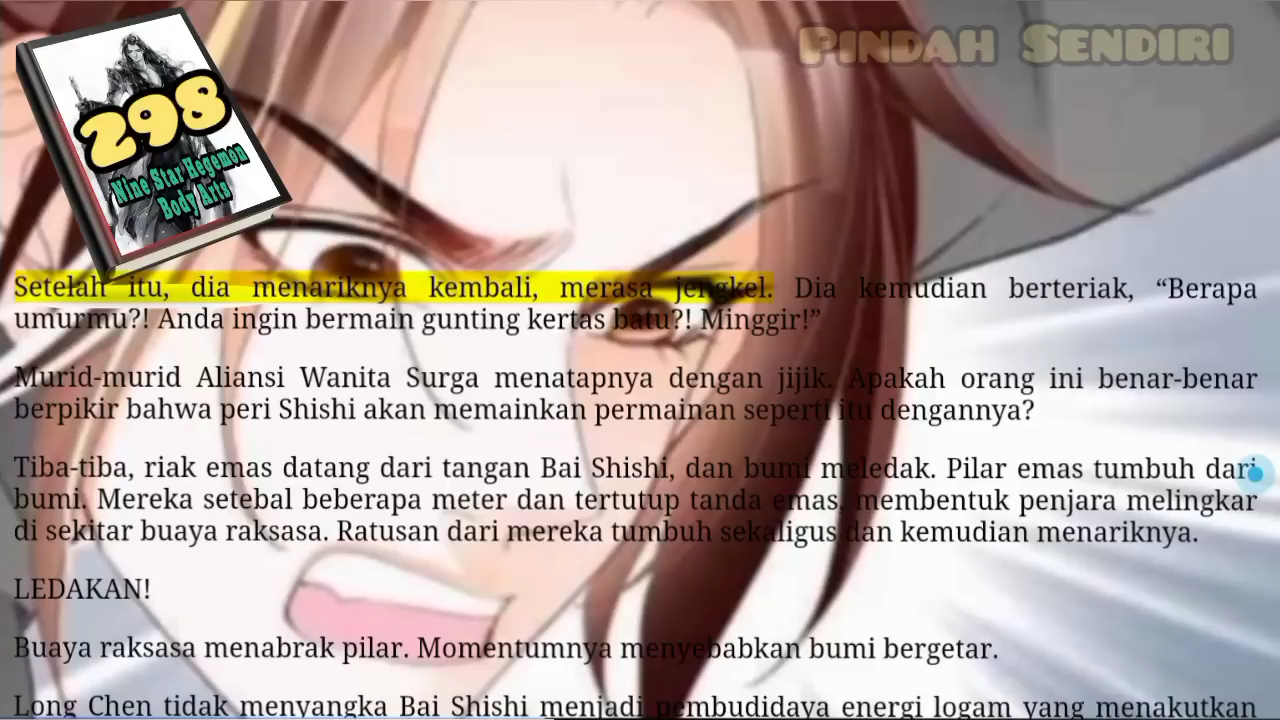 PINDAH SENDIRI
298
Nine Star Hegemon
Body Arts
Setelah itu, dia menariknya kembali, merasa jengkel. Dia kemudian berteriak, “Berapa
umurmu?! Anda ingin bermain gunting kertas batu?! Minggir!”
Murid-murid Aliansi Wanita Surga menatapnya dengan jijik. Apakah orang ini benar-benar
berpikir bahwa peri Shishi akan memainkan permainan seperti itu dengannya?
Tiba-tiba, riak emas datang dari tangan Bai Shishi, dan bumi meledak. Pilar emas tumbuh dari
bumi. Mereka setebal beberapa meter dan tertutup tanda emas, membentuk penjara melingkar
di sekitar buaya raksasa. Ratusan dari mereka tumbuh sekaligus dan kemudian menariknya.
LEDAKAN!
Buaya raksasa menabrak pilar. Momentumnya menyebabkan bumi bergetar.
Long Chen tidak menyangka Bai Shishi menjadi pembudidaya energi logam yang menakutkan